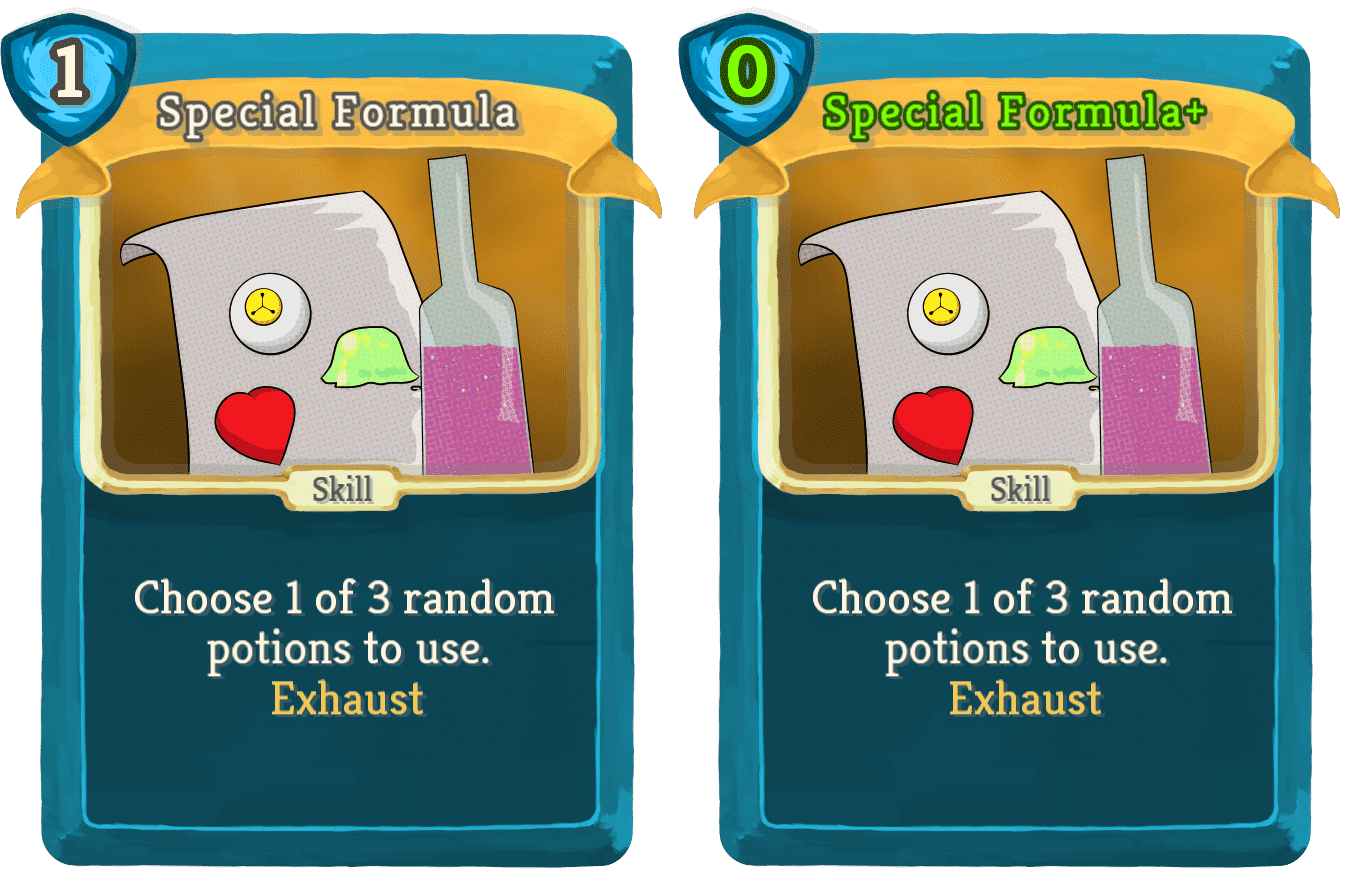 1
Special Formula
Skill
Choose 1 of 3 random
potions to use.
Exhaust
0
Special Formula+
Skill
Choose 1 of 3 random
potions to use.
Exhaust